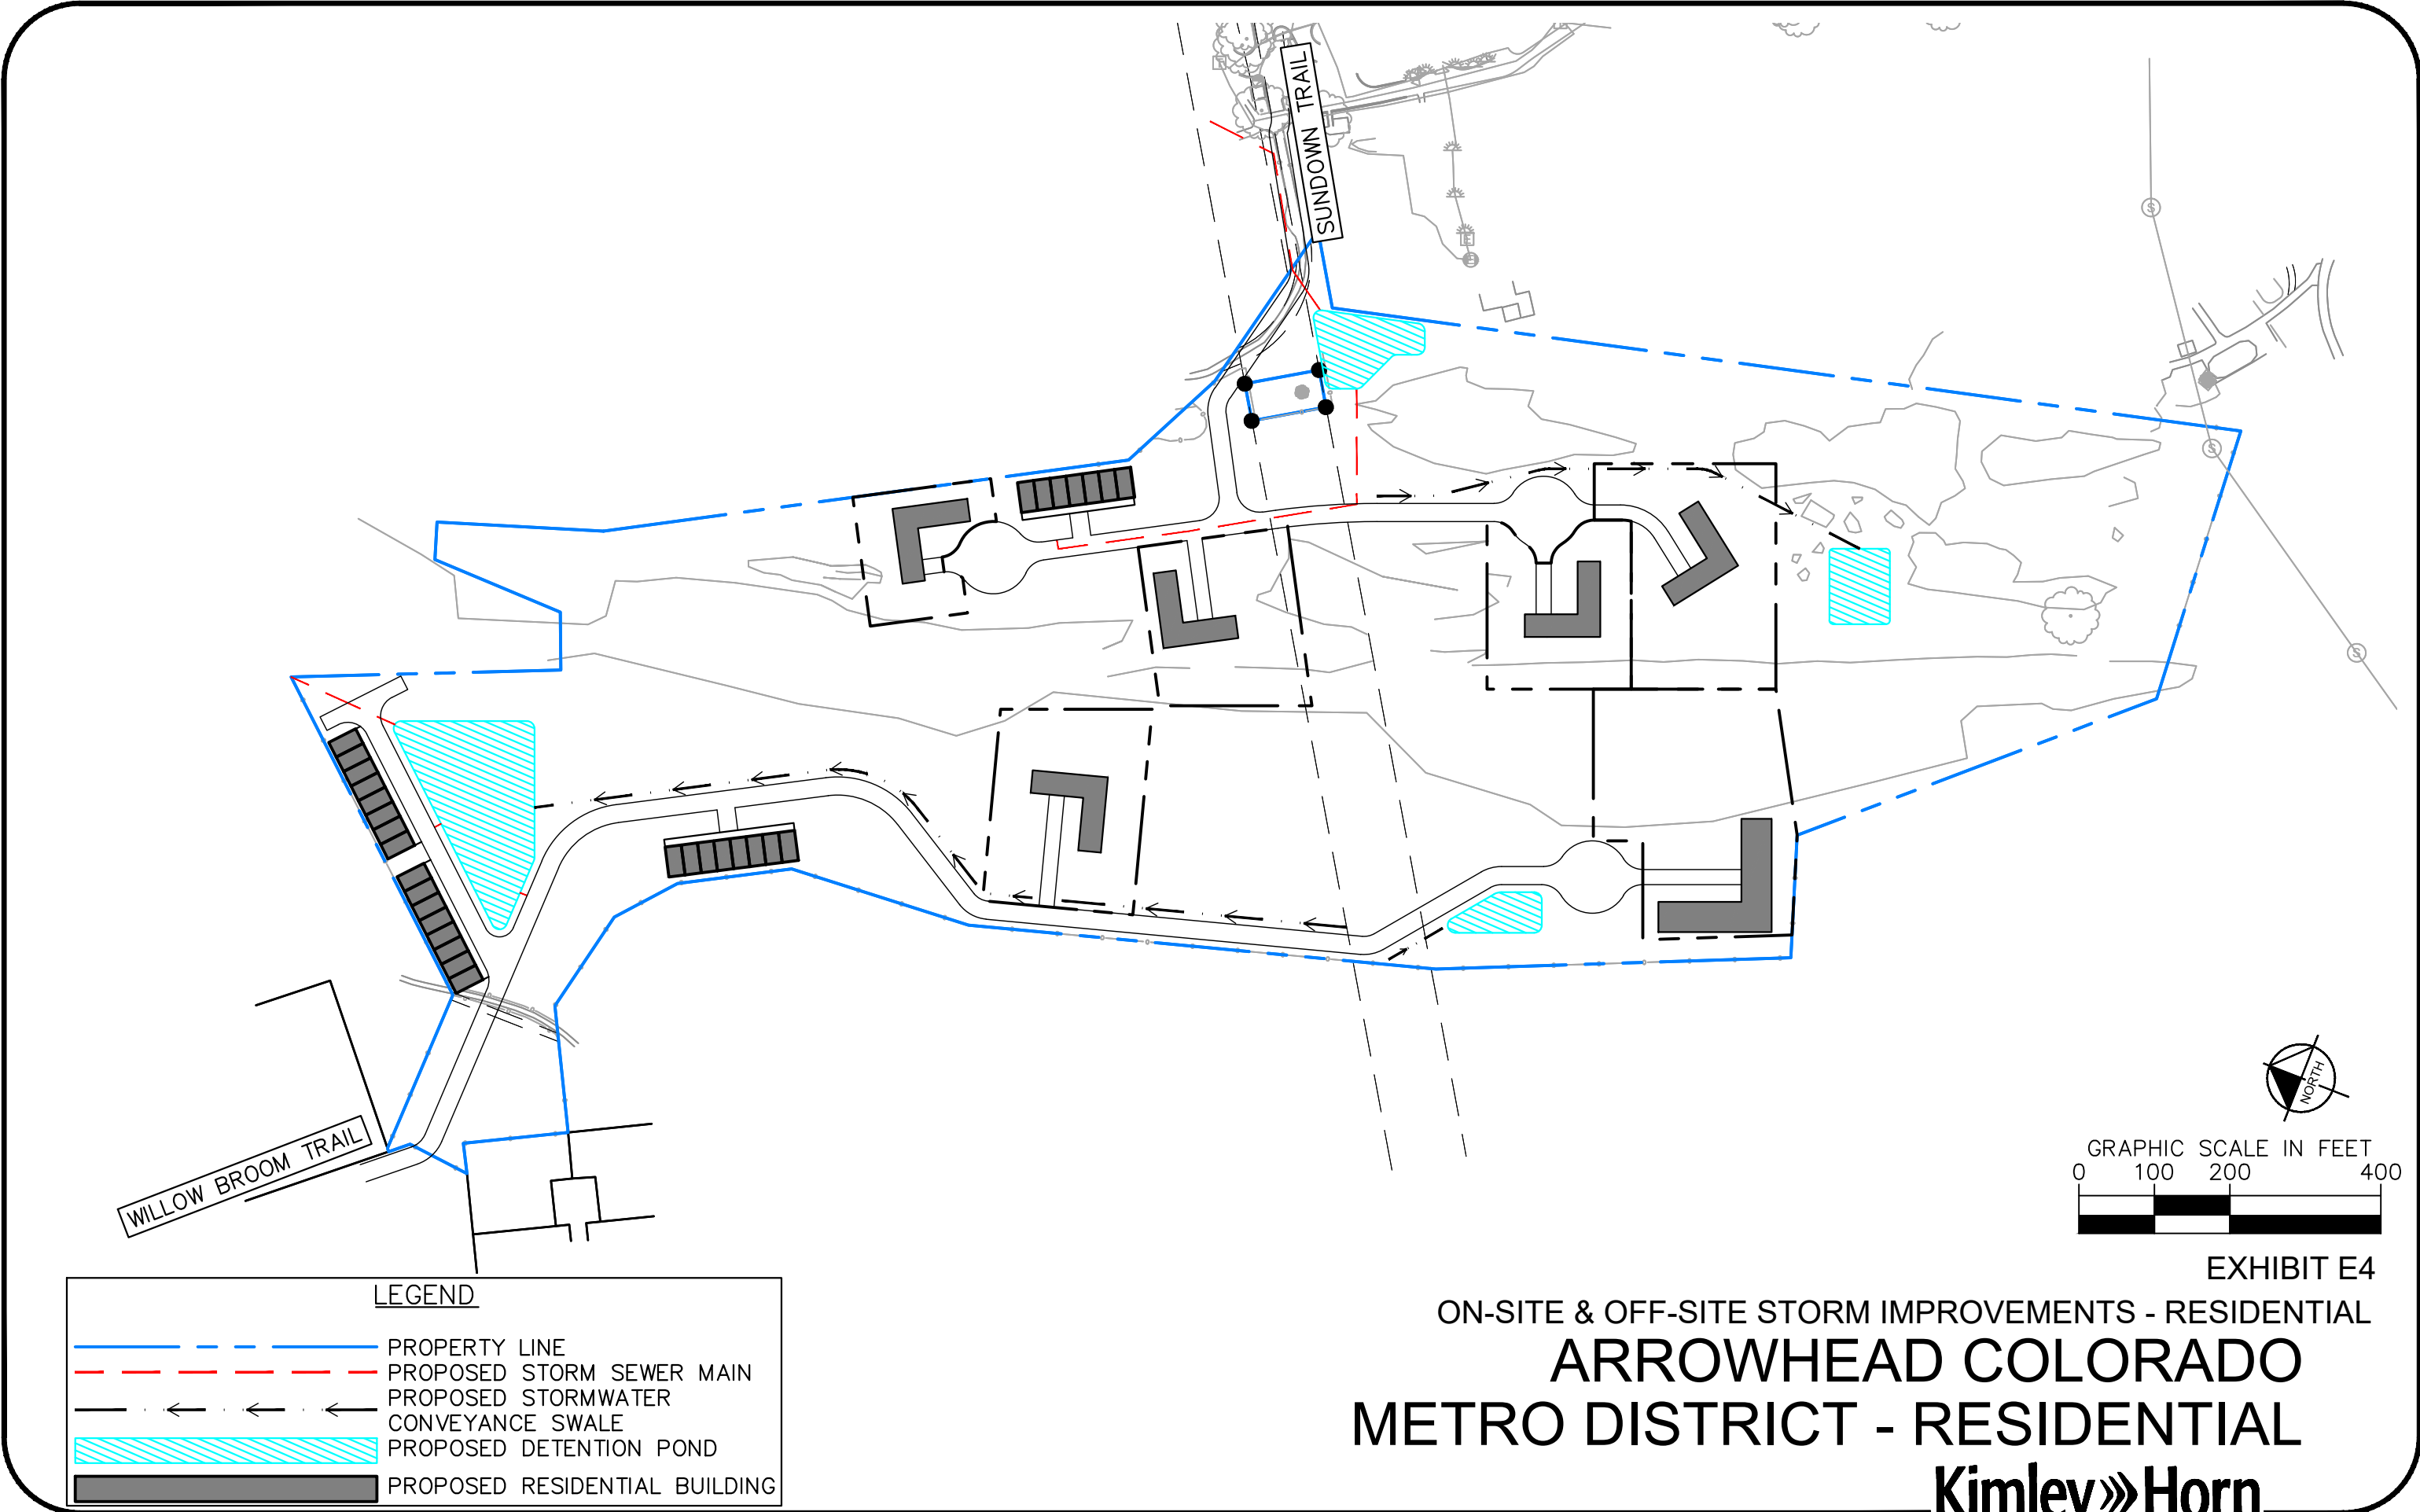 SUNDOWN TRAIL
E
S
S
S
WILLOW BROOM TRAIL
NORTH
GRAPHIC SCALE IN FEET
0 100 200 400
EXHIBIT E4
ON-SITE & OFF-SITE STORM IMPROVEMENTS - RESIDENTIAL
ARROWHEAD COLORADO
METRO DISTRICT - RESIDENTIAL
Kimley»Horn
LEGEND
PROPERTY LINE
PROPOSED STORM SEWER MAIN
PROPOSED STORMWATER
CONVEYANCE SWALE
PROPOSED DETENTION POND
PROPOSED RESIDENTIAL BUILDING